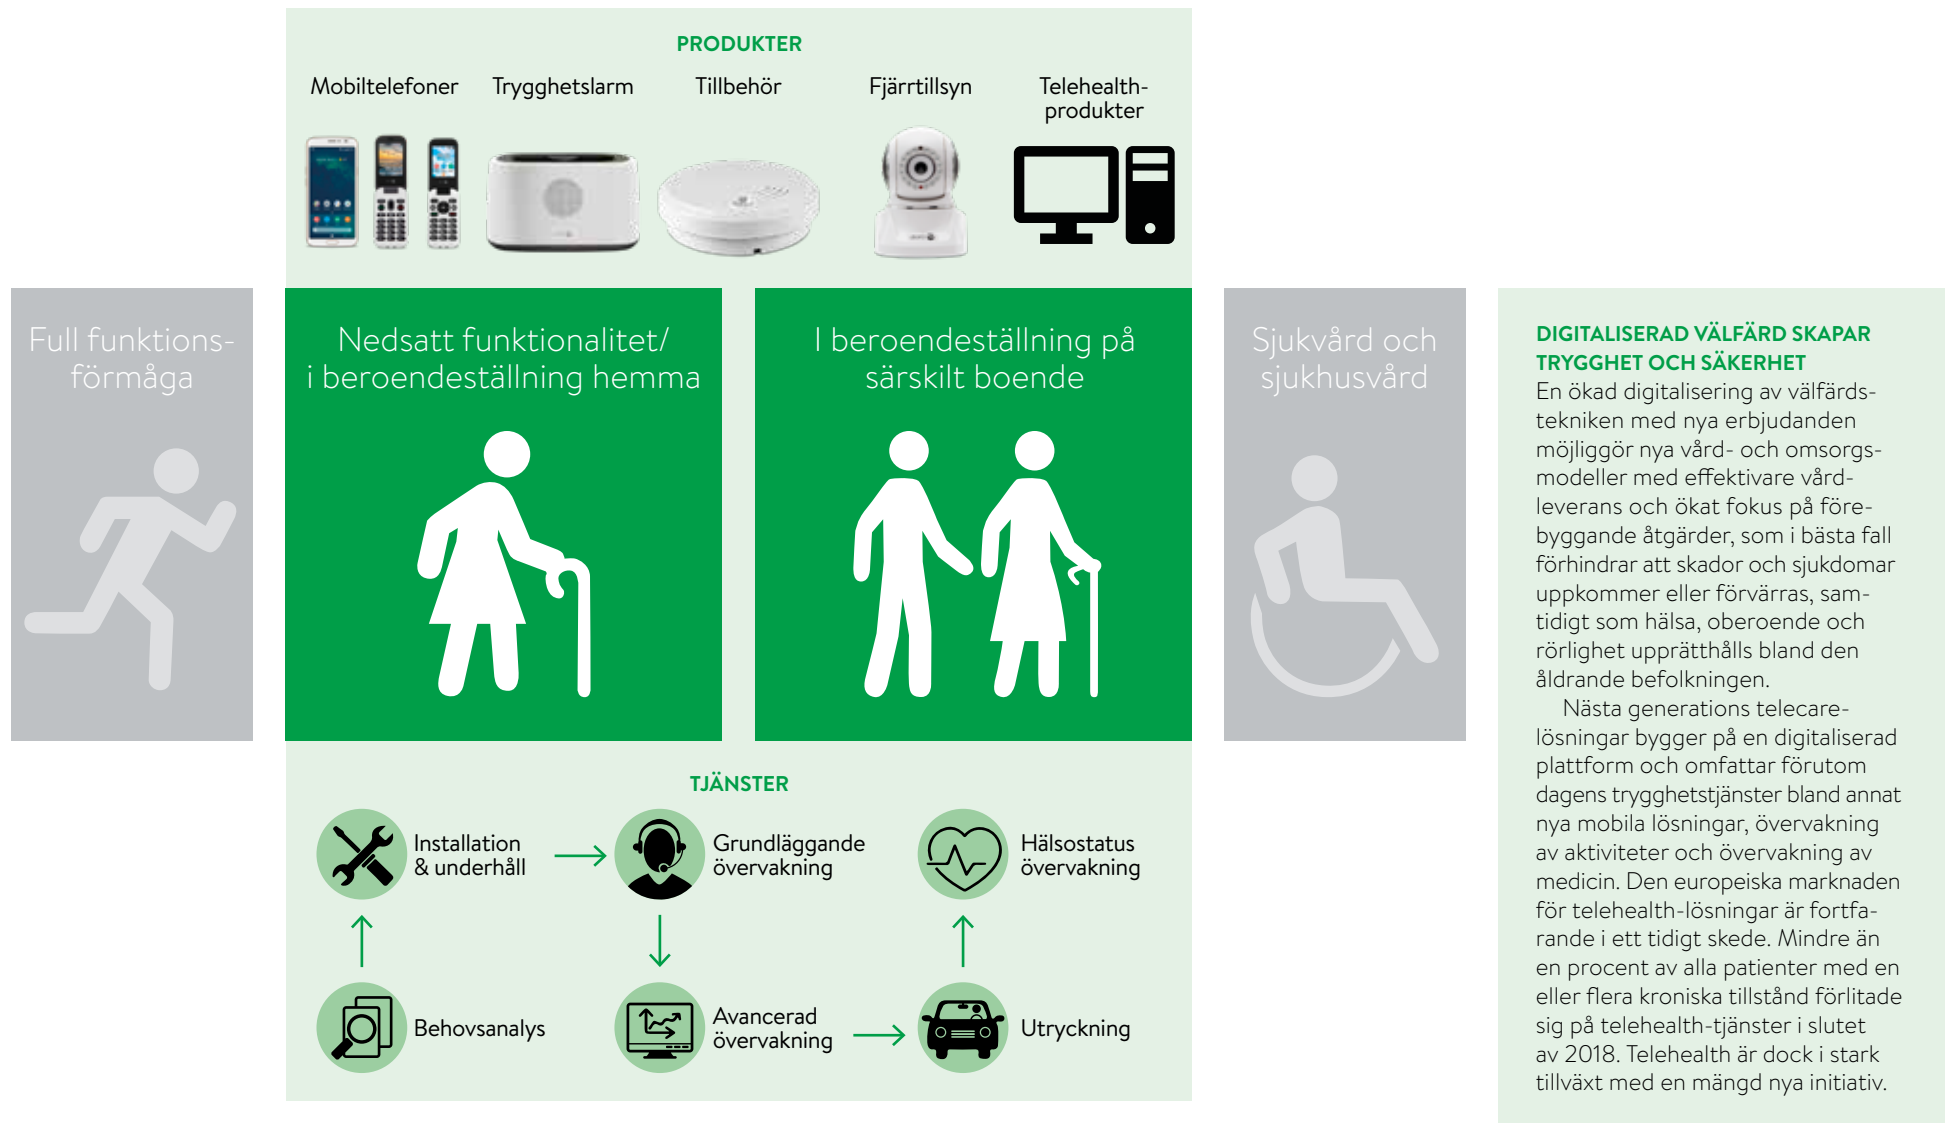 PRODUKTER
Mobiltelefoner
Trygghetslarm
Tillbehör
Fjärrtillsyn
Telehealth-
produkter
Full funktions-
förmåga
Nedsatt funktionalitet/
i beroendeställning hemma
I beroendeställning på
särskilt boende
Sjukvård och
sjukhusvård
TJÄNSTER
Installation
& underhåll
Grundläggande
övervakning
Hälsostatus
övervakning
Behovsanalys
Avancerad
övervakning
Utryckning
DIGITALISERAD VÄLFÄRD SKAPAR
TRYGGHET OCH SÄKERHET
En ökad digitalisering av välfärds-
tekniken med nya erbjudanden
möjliggör nya vård- och omsorgs-
modeller med effektivare vård-
leverans och ökat fokus på före-
byggande åtgärder, som i bästa fall
förhindrar att skador och sjukdomar
uppkommer eller förvärras, sam-
tidigt som hälsa, oberoende och
rörlighet upprätthålls bland den
åldrande befolkningen.
Nästa generations telecare-
lösningar bygger på en digitaliserad
plattform och omfattar förutom
dagens trygghetstjänster bland annat
nya mobila lösningar, övervakning
av aktiviteter och övervakning av
medicin. Den europeiska marknaden
för telehealth-lösningar är fortfa-
rande i ett tidigt skede. Mindre än
en procent av alla patienter med en
eller flera kroniska tillstånd förlitade
sig på telehealth-tjänster i slutet
av 2018. Telehealth är dock i stark
tillväxt med en mängd nya initiativ.